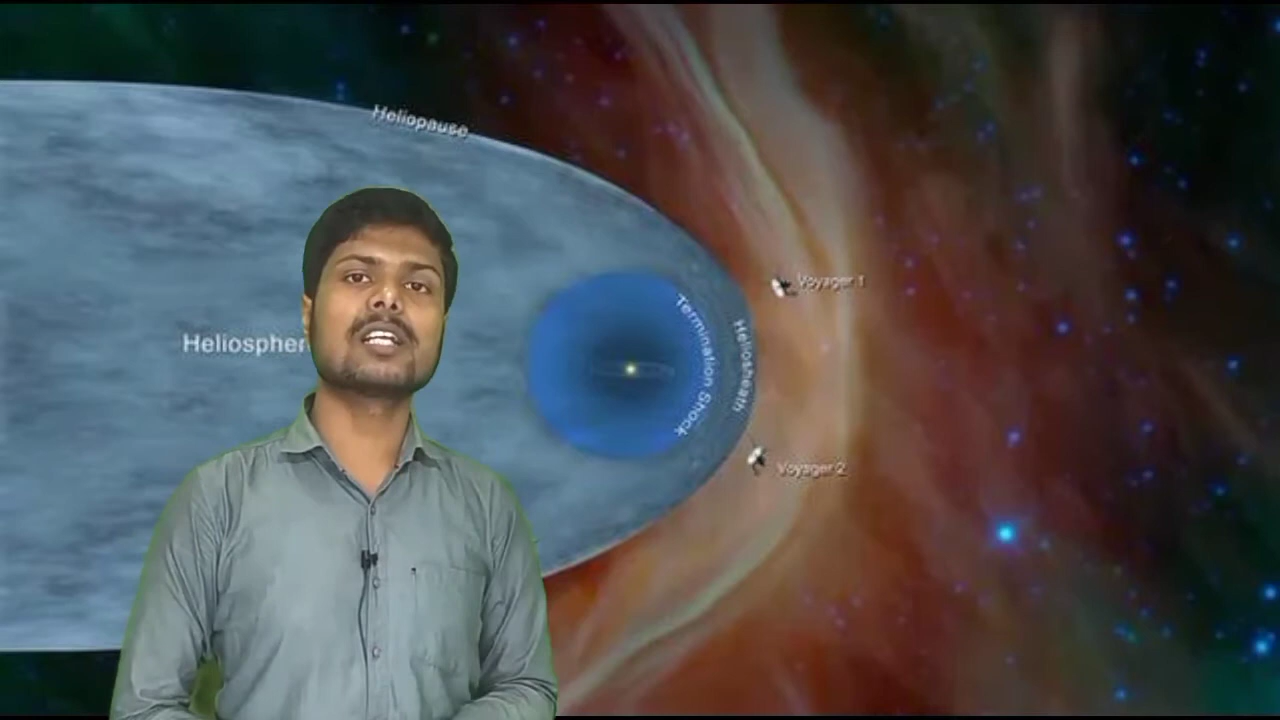 Heliopause
Voyager 1
Heliospher
Termination Shock
Heliosheath
Voyager 2